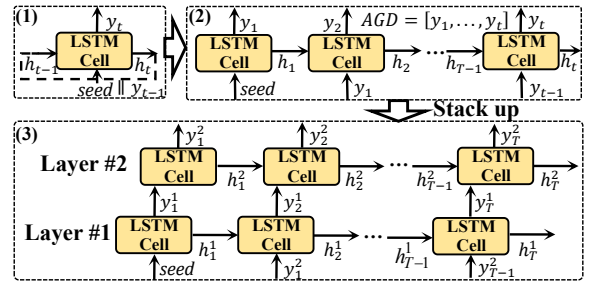 (1)
y_t
LSTM Cell
h_{t-1}
h_t
seed || y_{t-1}
(2)
y_1 y_2 AGD = [y_1, ..., y_t] y_t
LSTM Cell LSTM Cell LSTM Cell
h_1 h_2 ... h_{T-1} h_t
seed y_1 y_{t-1}
Stack up
(3)
y_1^2 y_2^2 y_T^2
Layer #2 LSTM Cell LSTM Cell LSTM Cell
h_1^2 h_2^2 ... h_{T-1}^2 h_T^2
y_1^1 y_2^1 y_T^1
Layer #1 LSTM Cell LSTM Cell LSTM Cell
h_1^1 h_2^1 ... h_{T-1}^1 h_T^1
seed y_1^2 y_{T-1}^2